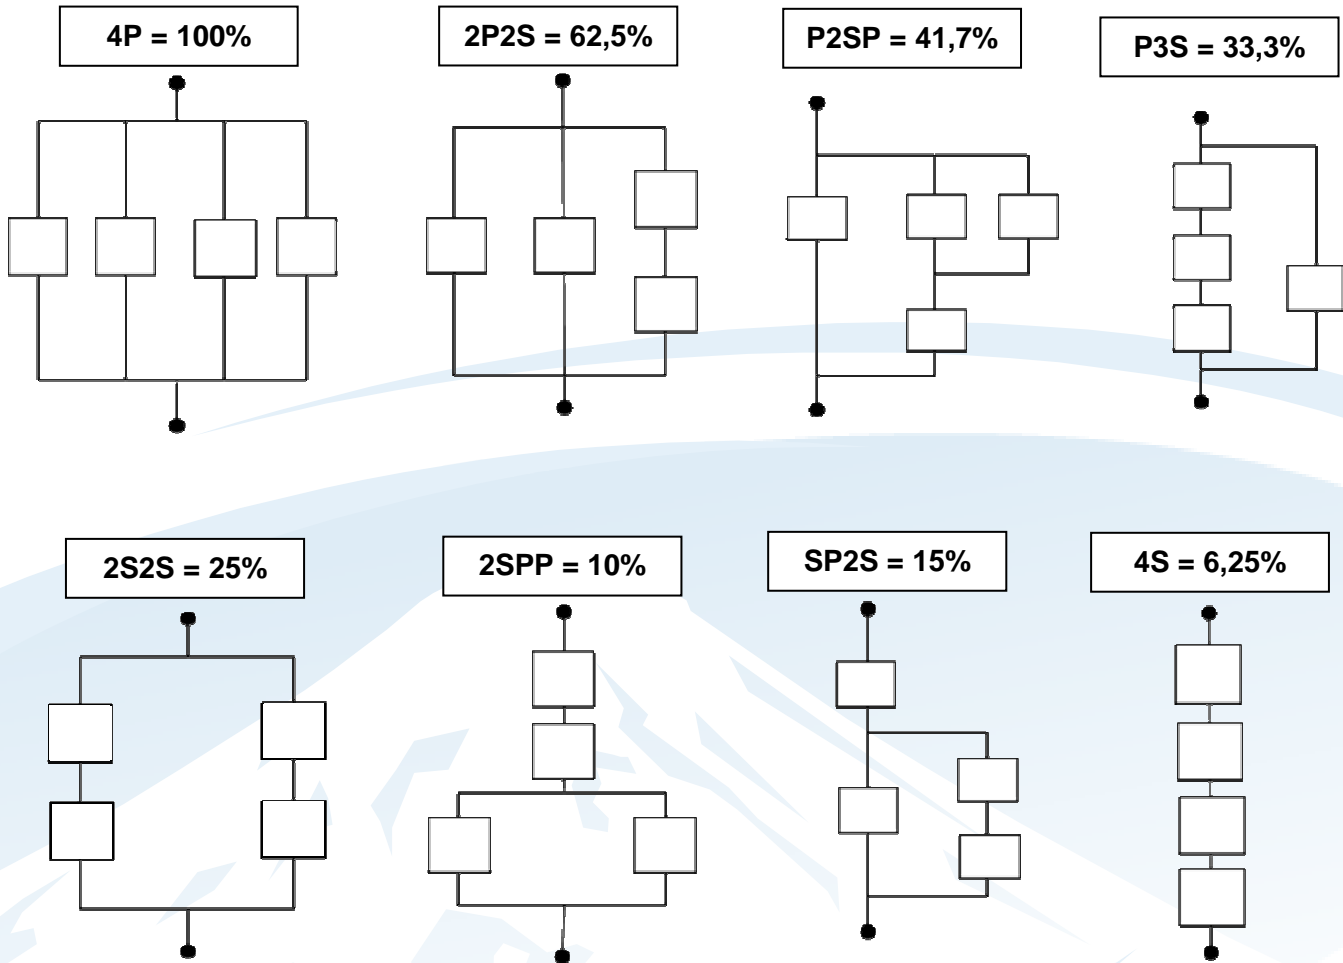 4P = 100%
2P2S = 62,5%
P2SP = 41,7%
P3S = 33,3%
2S2S = 25%
2SPP = 10%
SP2S = 15%
4S = 6,25%